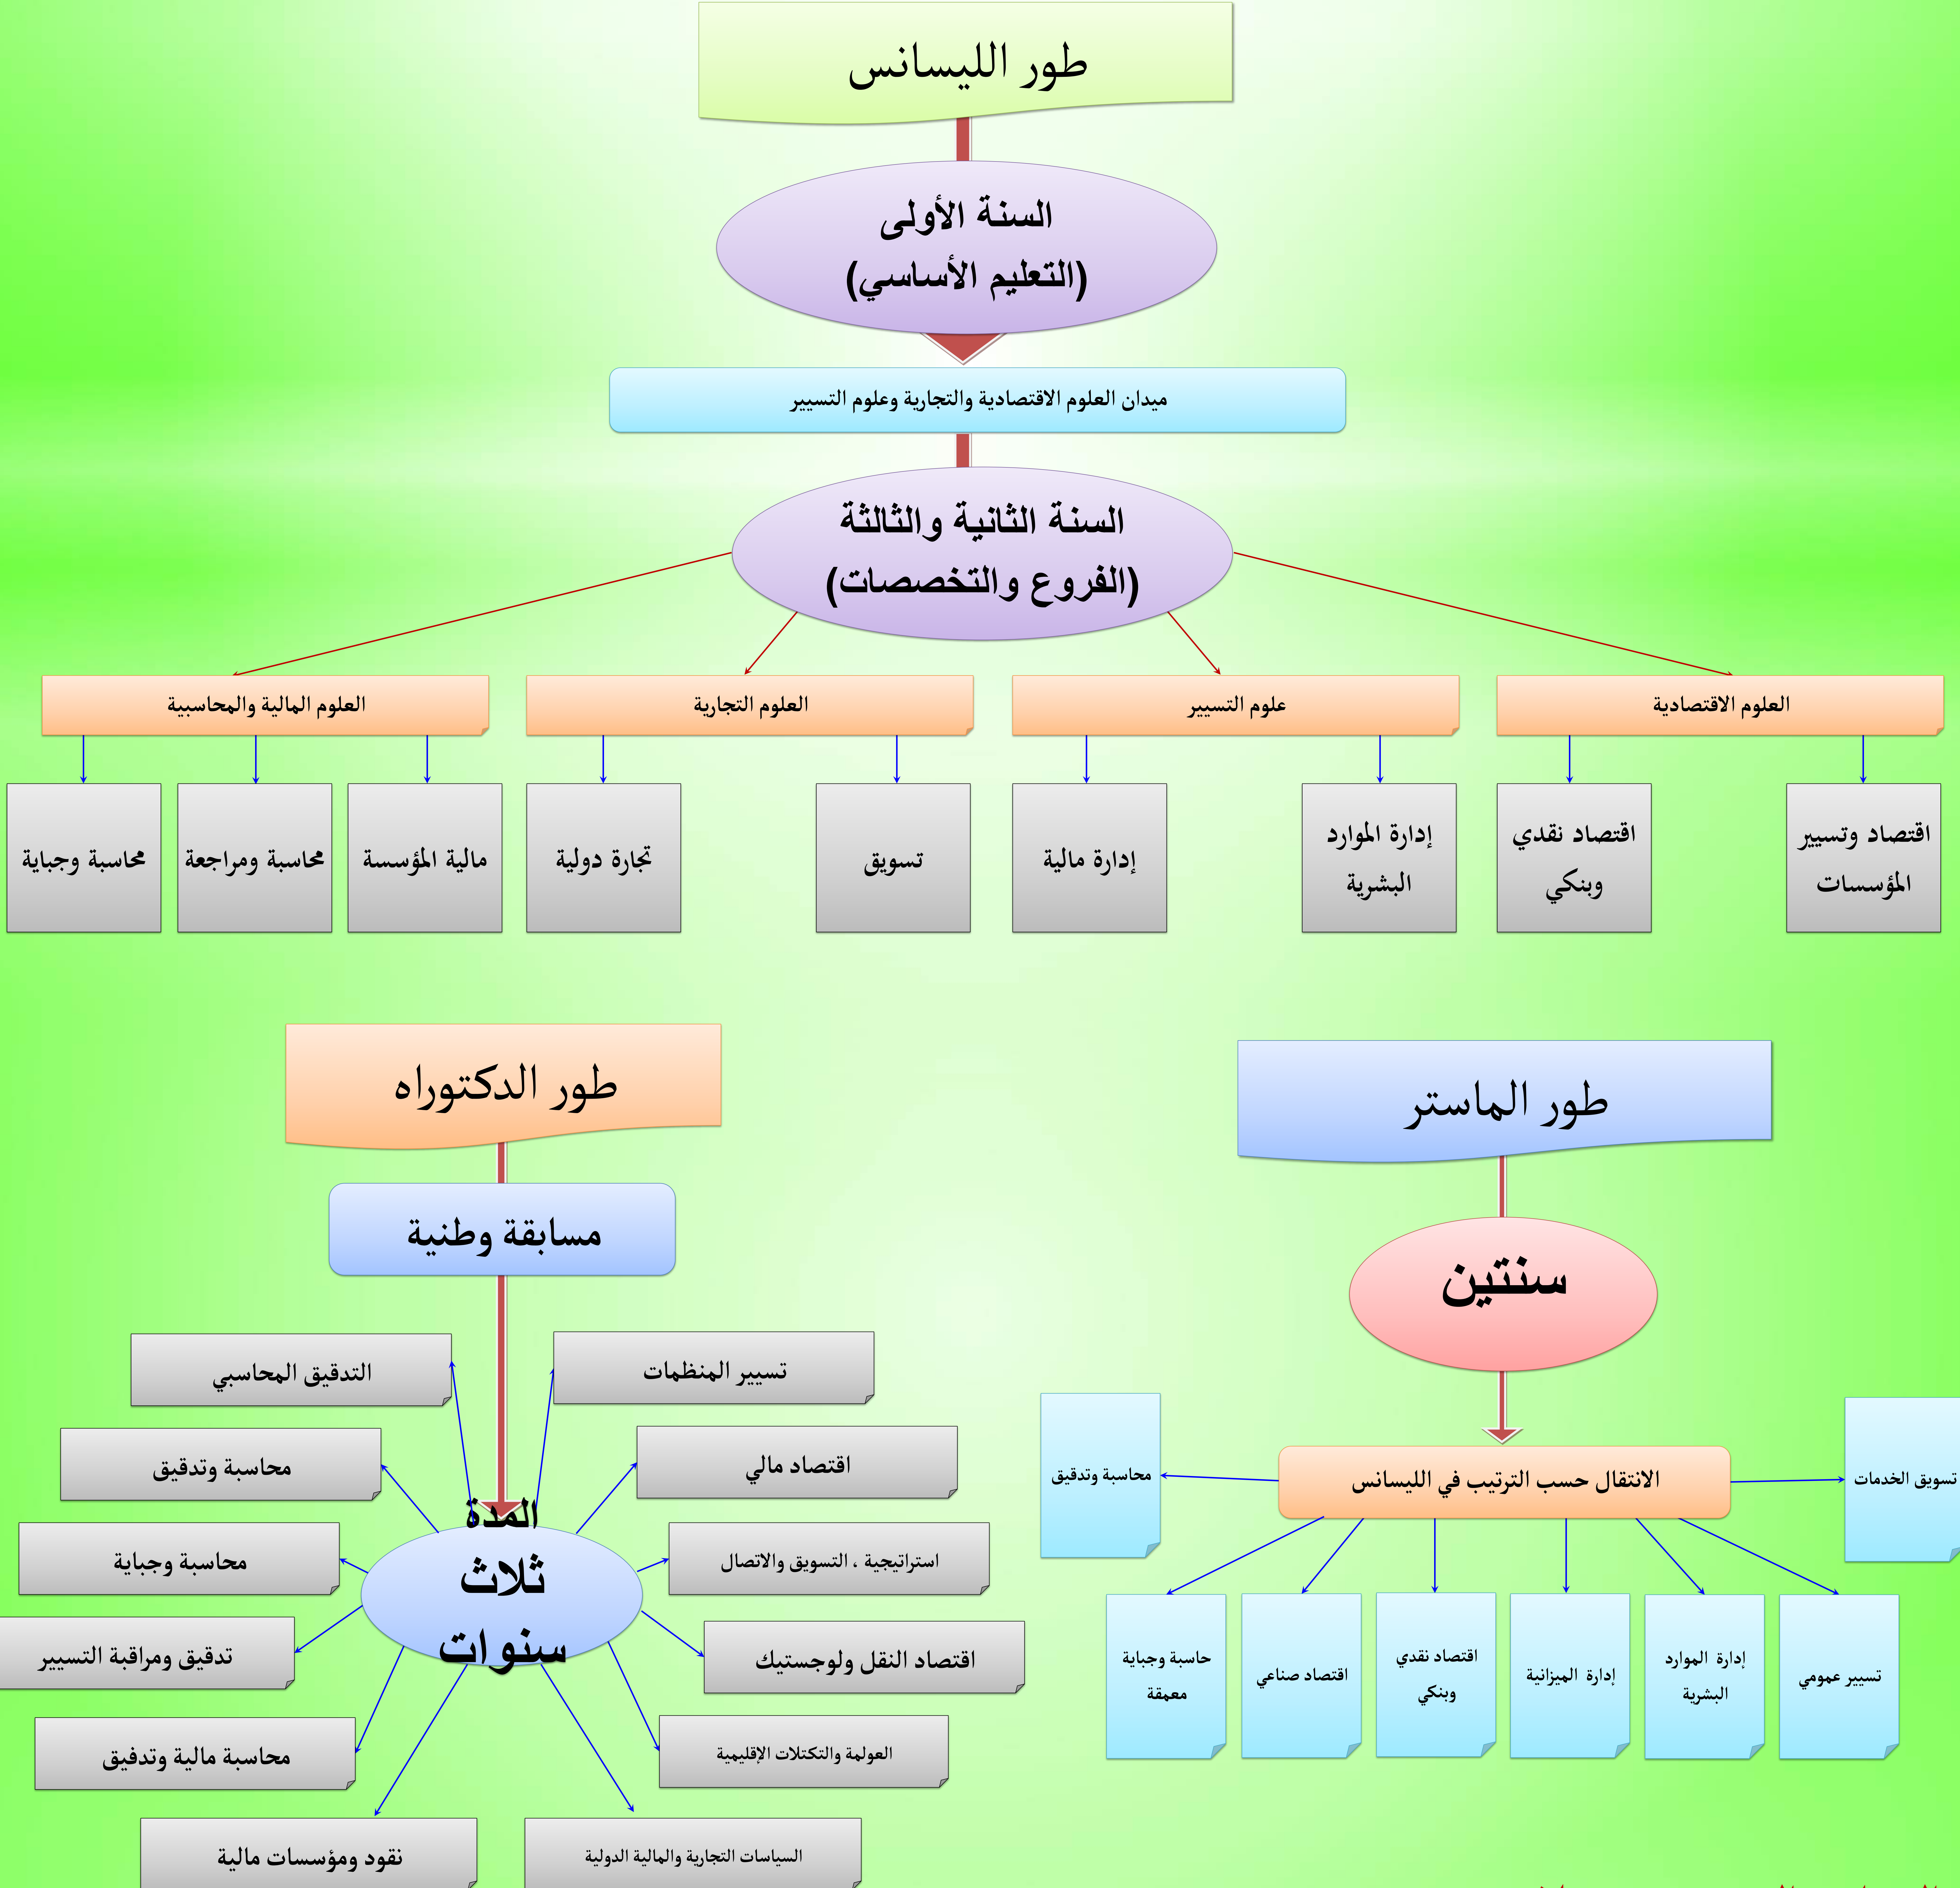 طور الليسانس
السنة الأولى
(التعليم الأساسي)
ميدان العلوم الاقتصادية والتجارية وعلوم التسيير
السنة الثانية والثالثة
(الفروع والتخصصات)
العلوم الاقتصادية
علوم التسيير
العلوم التجارية
العلوم المالية والمحاسبية
اقتصاد وتسيير
المؤسسات
اقتصاد نقدي
وبنكي
إدارة الموارد
البشرية
إدارة مالية
تسويق
تجارة دولية
مالية المؤسسة
محاسبة ومراجعة
محاسبة وجباية
طور الماستر
سنتين
الانتقال حسب الترتيب في الليسانس
تسويق الخدمات
محاسبة وتدقيق
تسيير عمومي
إدارة الموارد
البشرية
إدارة الميزانية
اقتصاد نقدي
وبنكي
اقتصاد صناعي
حاسبة وجباية
معمقة
طور الدكتوراه
مسابقة وطنية
المدة
ثلاث
سنوات
تسيير المنظمات
اقتصاد مالي
استراتيجية ، التسويق والاتصال
اقتصاد النقل ولوجستيك
العولمة والتكتلات الإقليمية
السياسات التجارية والمالية الدولية
التدقيق المحاسبي
محاسبة وتدقيق
محاسبة وجباية
تدقيق ومراقبة التسيير
محاسبة مالية وتدفيق
نقود ومؤسسات مالية